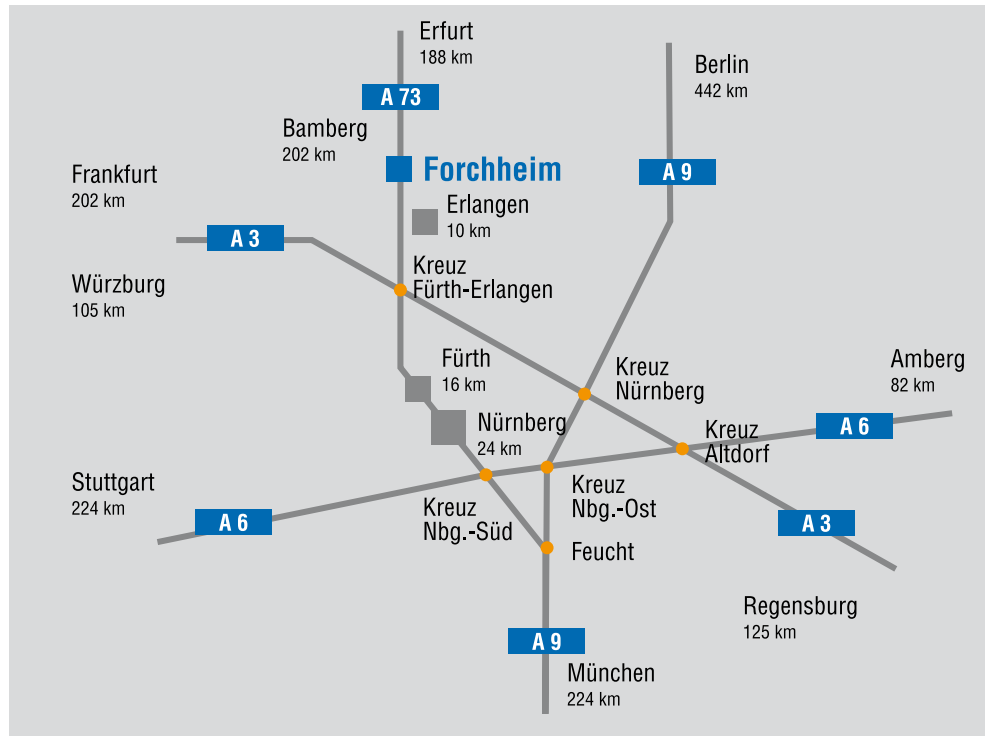 Erfurt
188 km
Berlin
442 km
A 73
Bamberg
202 km
Forchheim
A 9
Frankfurt
202 km
Erlangen
10 km
A 3
Kreuz
Fürth-Erlangen
Würzburg
105 km
Fürth
16 km
Kreuz
Nürnberg
Amberg
82 km
Nürnberg
24 km
A 6
Kreuz
Altdorf
Stuttgart
224 km
Kreuz
Nbg.-Süd
Kreuz
Nbg.-Ost
A 6
A 3
Feucht
Regensburg
125 km
A 9
München
224 km